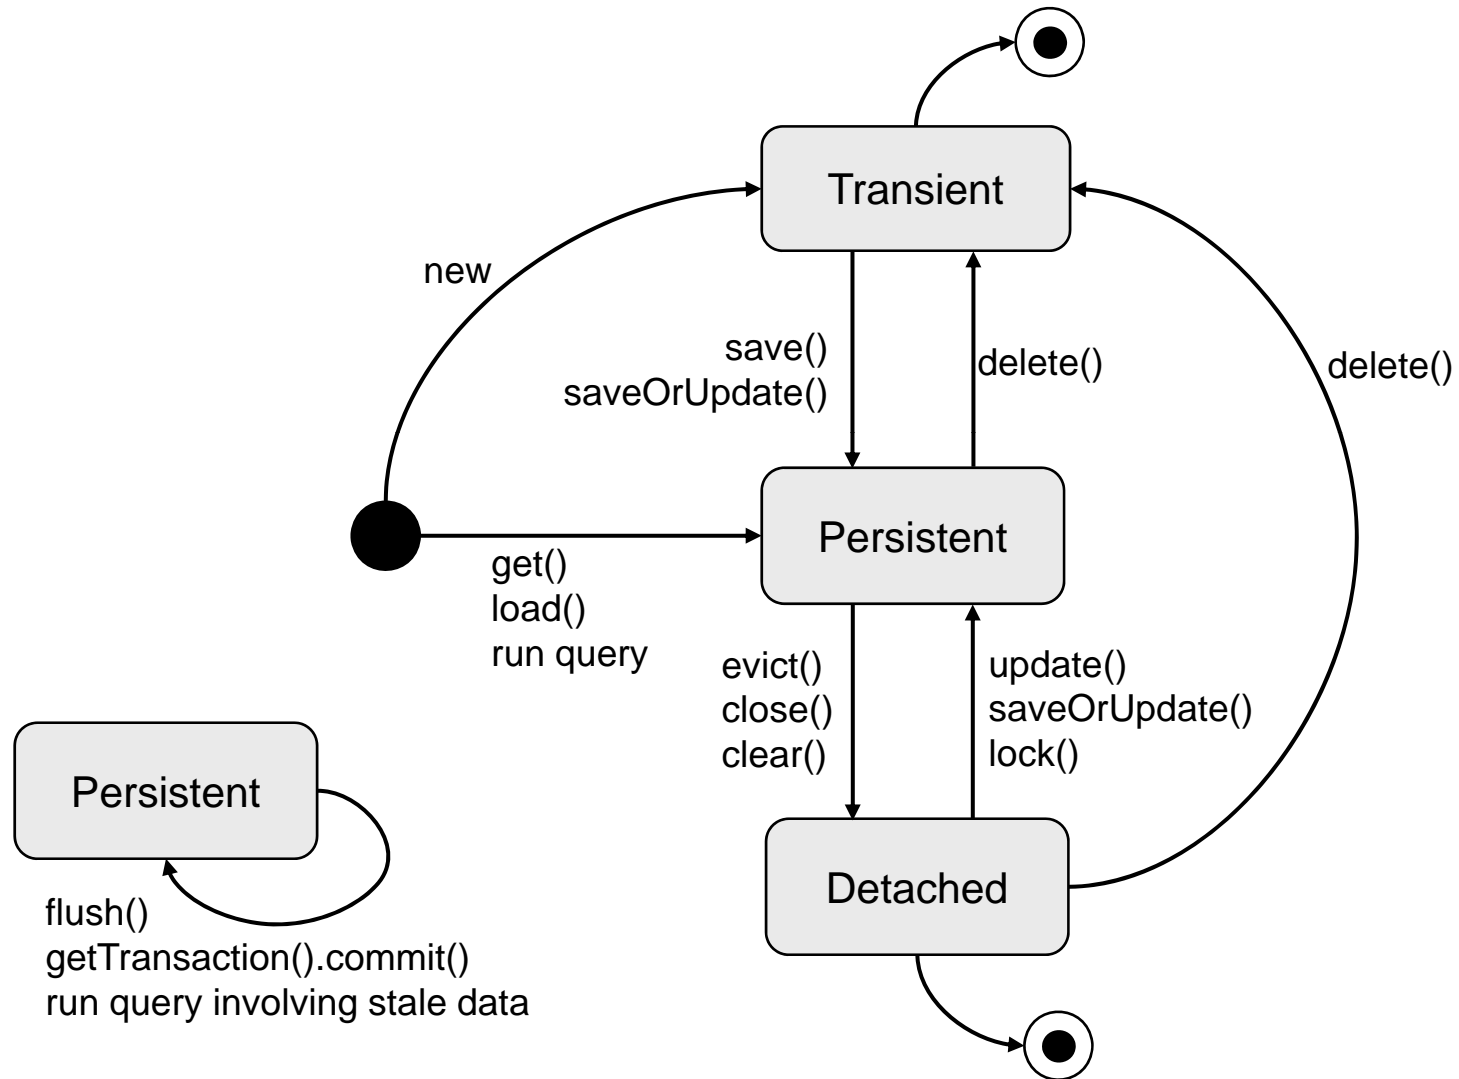 Transient
new
save()
saveOrUpdate()
delete()
delete()
Persistent
get()
load()
run query
evict()
close()
clear()
update()
saveOrUpdate()
lock()
Persistent
Detached
flush()
getTransaction().commit()
run query involving stale data